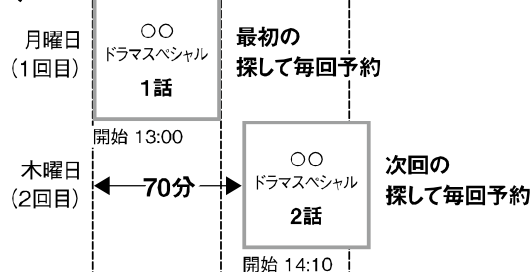 月曜日
(1回目)
○○
ドラマスペシャル
1話
最初の
探して毎回予約
開始 13:00
木曜日
(2回目)
70分
○○
ドラマスペシャル
2話
次回の
探して毎回予約
開始 14:10